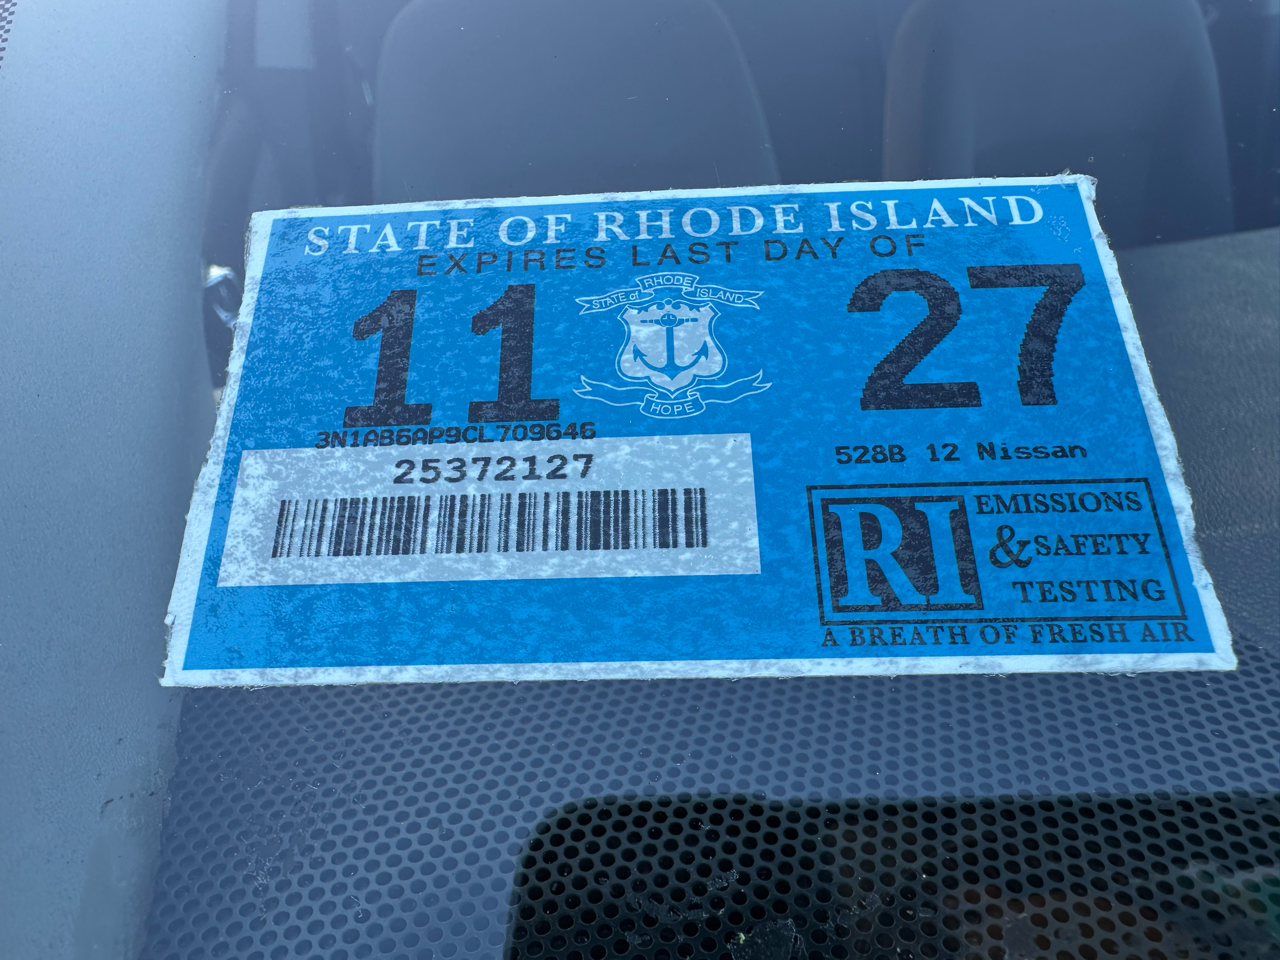 STATE OF RHODE ISLAND
EXPIRES LAST DAY OF
11 27
STATE of RHODE ISLAND
HOPE
3N1AB6AP9CL709646
25372127
528B 12 Nissan
RI EMISSIONS
& SAFETY
TESTING
A BREATH OF FRESH AIR